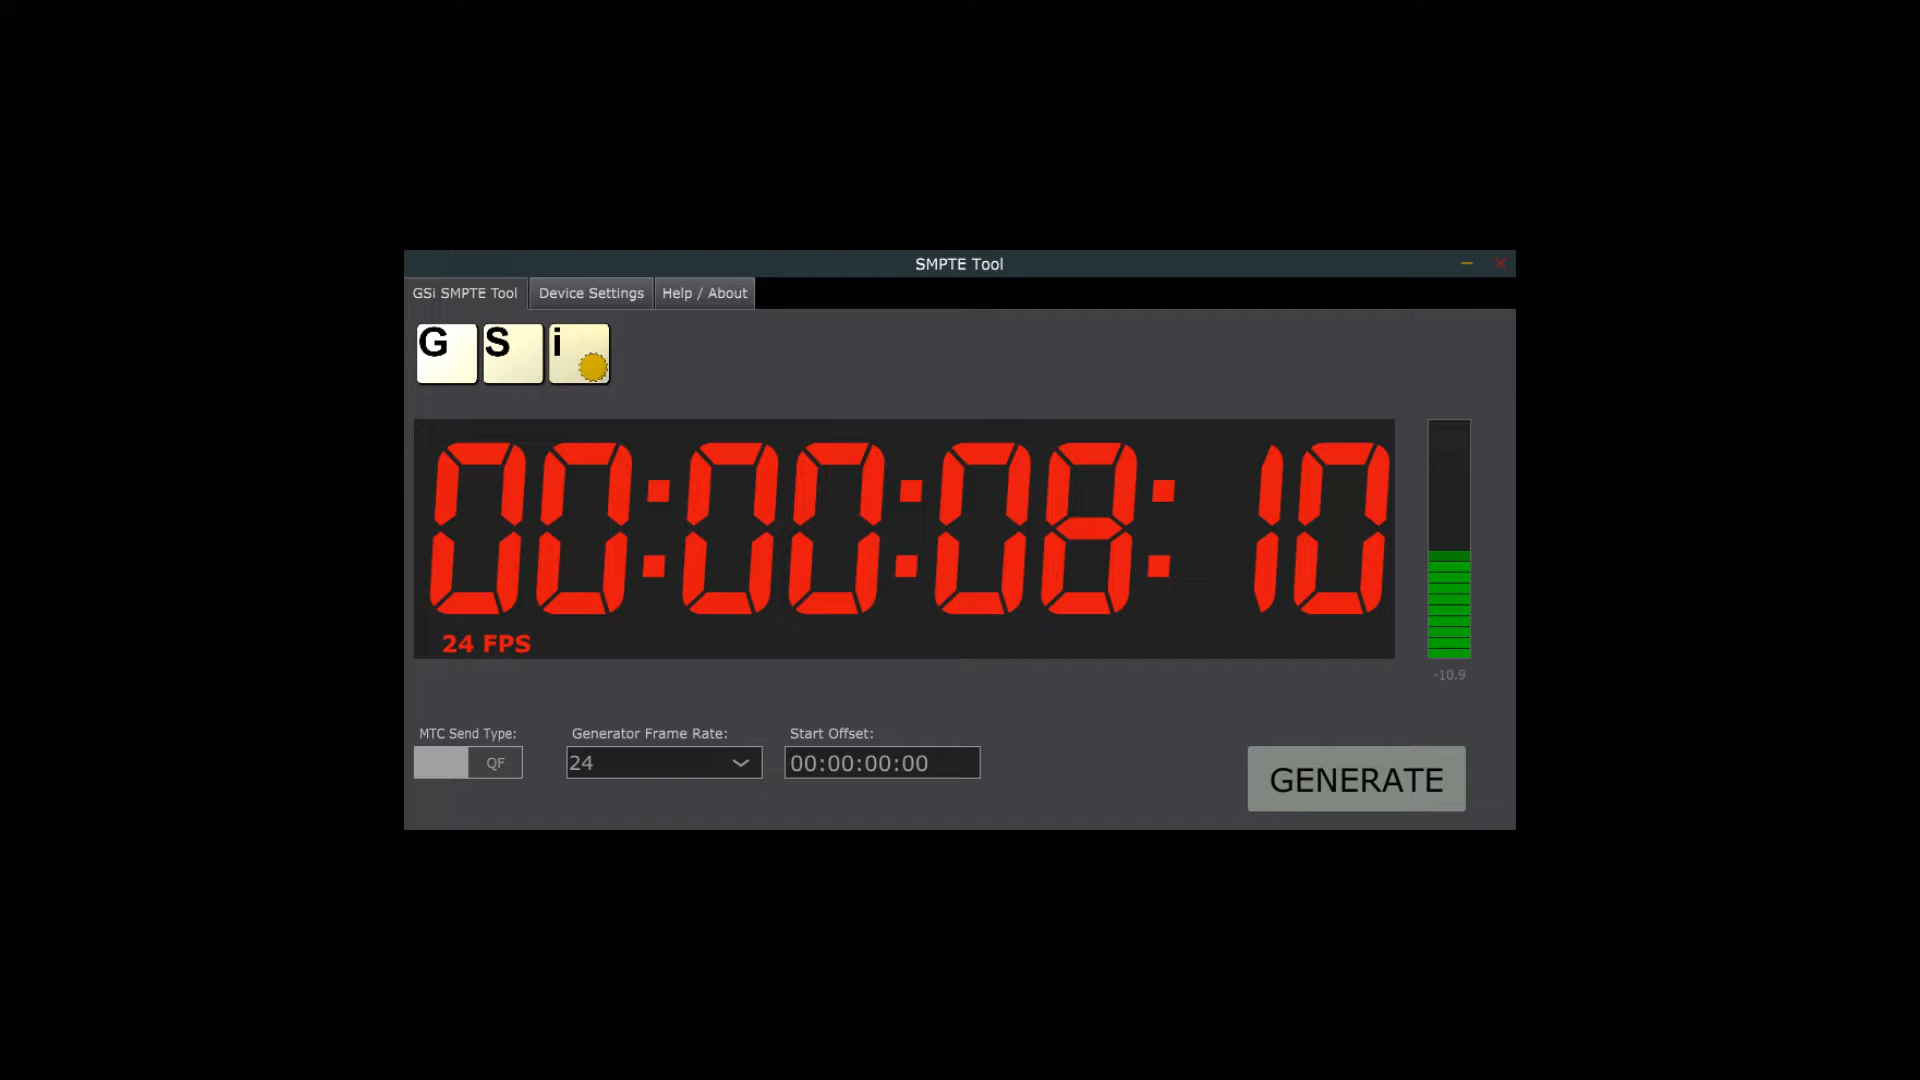 SMPTE Tool
GSi SMPTE Tool Device Settings Help / About
G S i
00:00:08:10
24 FPS
-10.9
MTC Send Type: Generator Frame Rate: Start Offset:
QF 24 00:00:00:00
GENERATE